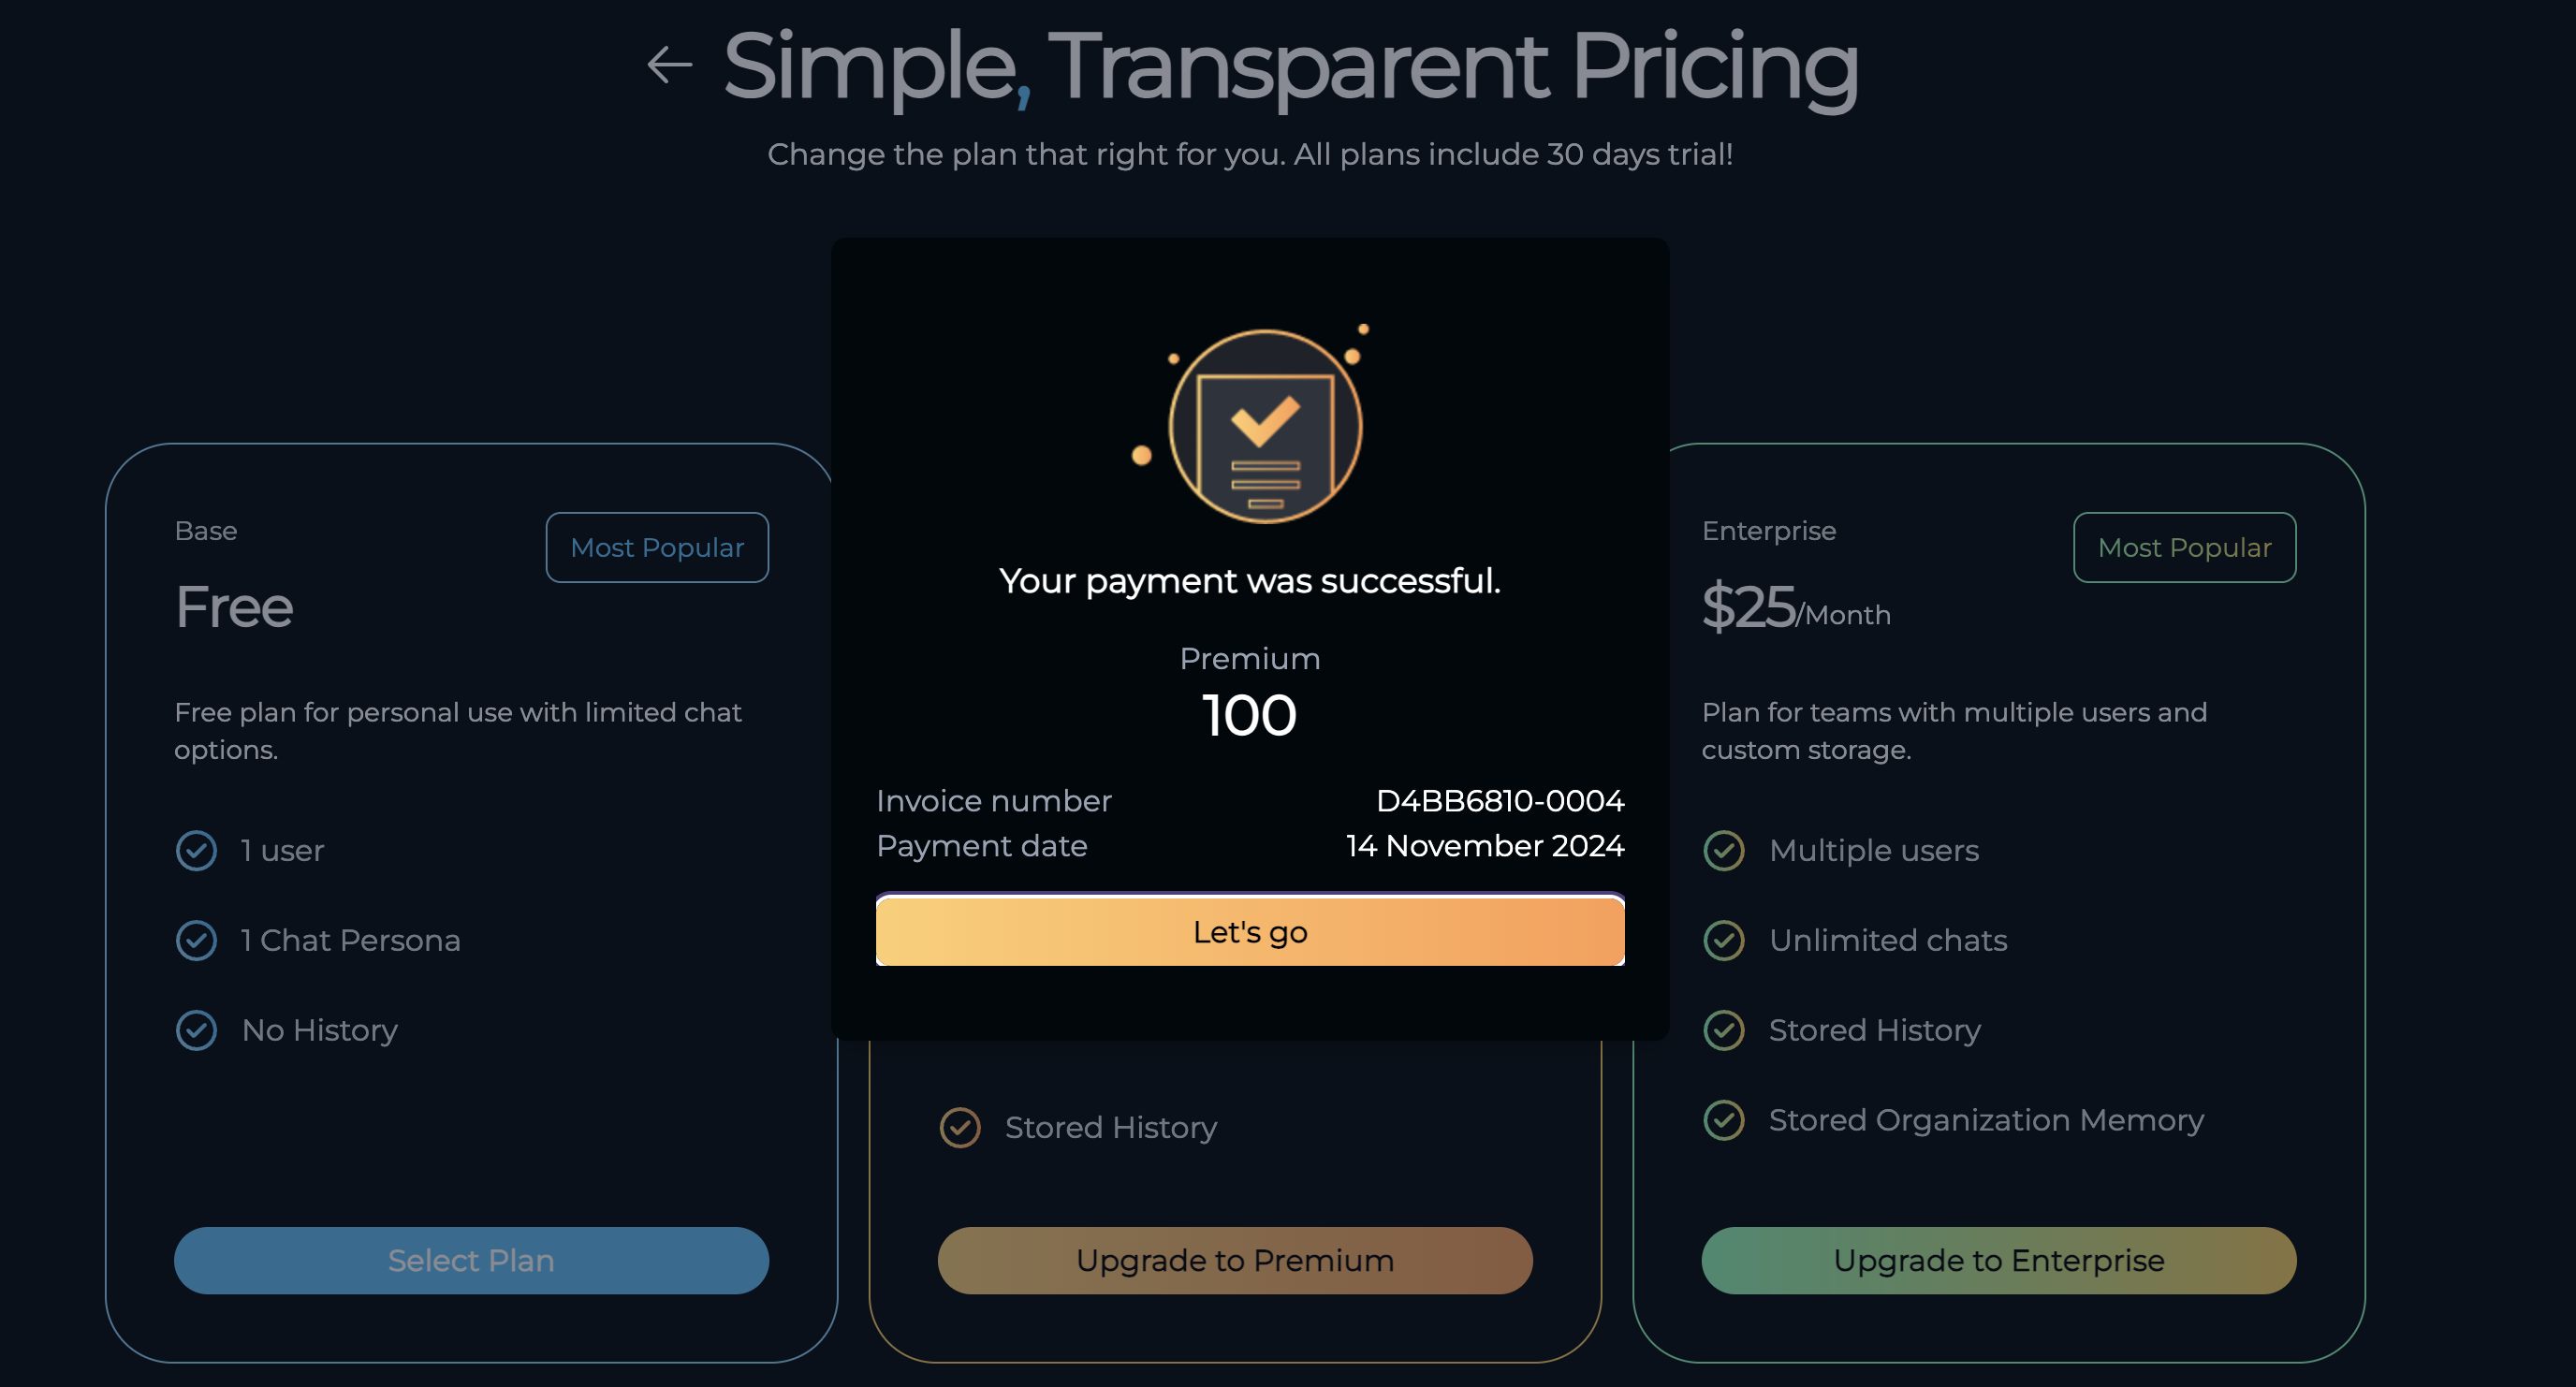 Simple, Transparent Pricing
Change the plan that right for you. All plans include 30 days trial!
Base
Most Popular
Free
Free plan for personal use with limited chat
options.
1 user
1 Chat Persona
No History
Select Plan
Your payment was successful.
Premium
100
Invoice number D4BB6810-0004
Payment date 14 November 2024
Let's go
Stored History
Upgrade to Premium
Enterprise
Most Popular
$25/Month
Plan for teams with multiple users and
custom storage.
Multiple users
Unlimited chats
Stored History
Stored Organization Memory
Upgrade to Enterprise